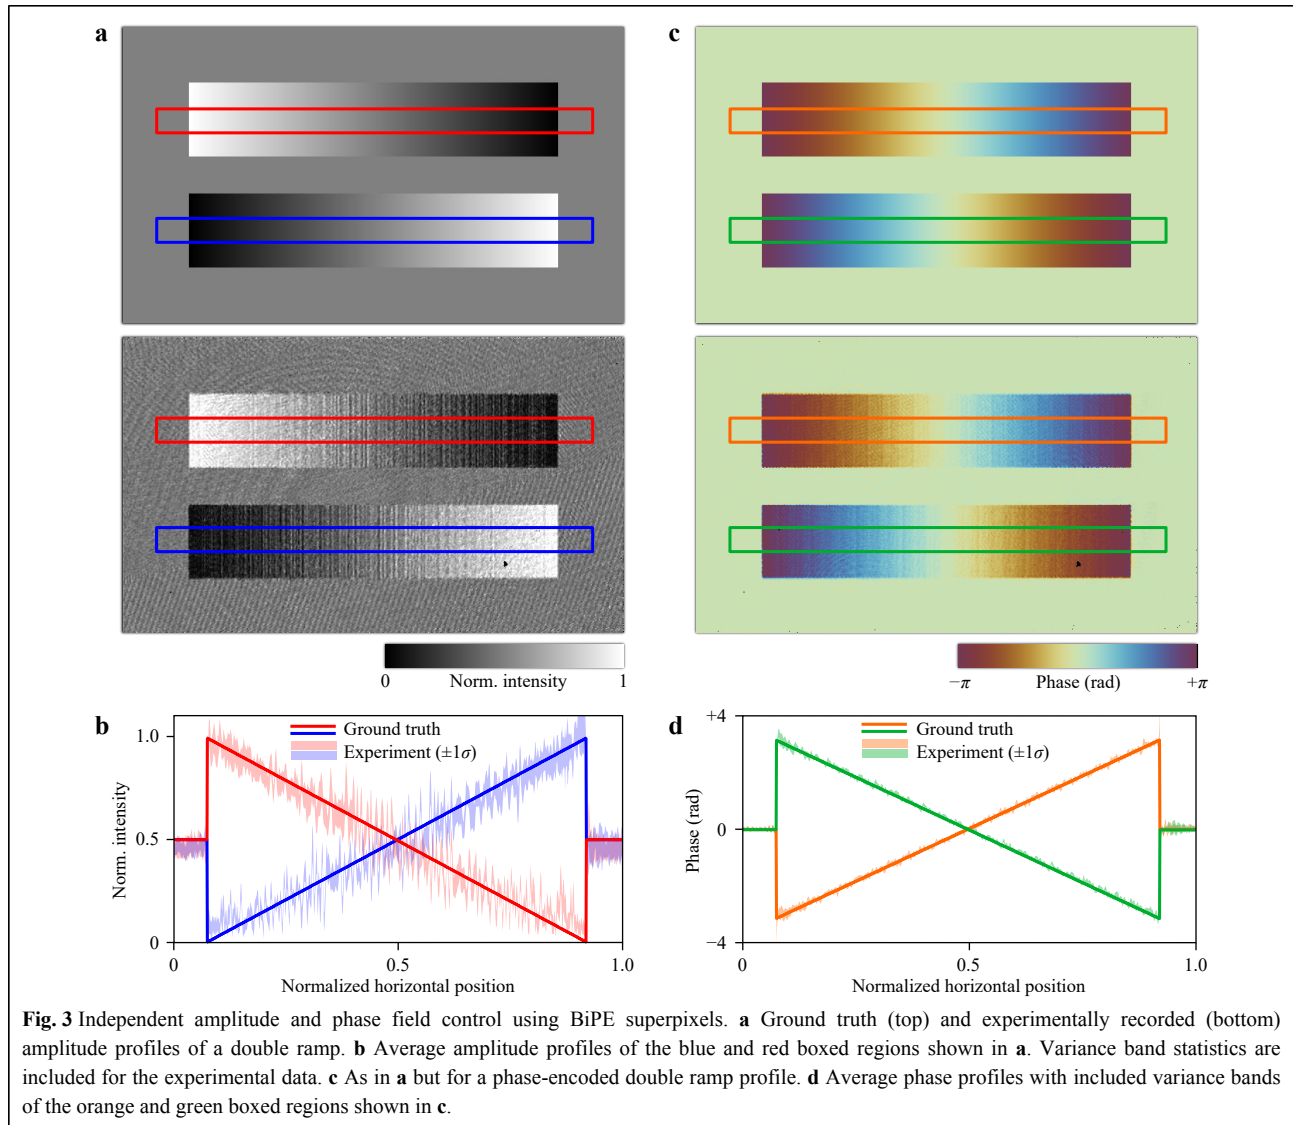 a
c
0 Norm. intensity 1
−π Phase (rad) +π
b
Ground truth
Experiment (±1σ)
1.0
0.5
0
Norm. intensity
0 0.5 1.0
Normalized horizontal position
d
Ground truth
Experiment (±1σ)
+4
0
−4
Phase (rad)
0 0.5 1.0
Normalized horizontal position
Fig. 3 Independent amplitude and phase field control using BiPE superpixels. a Ground truth (top) and experimentally recorded (bottom)
amplitude profiles of a double ramp. b Average amplitude profiles of the blue and red boxed regions shown in a. Variance band statistics are
included for the experimental data. c As in a but for a phase-encoded double ramp profile. d Average phase profiles with included variance bands
of the orange and green boxed regions shown in c.